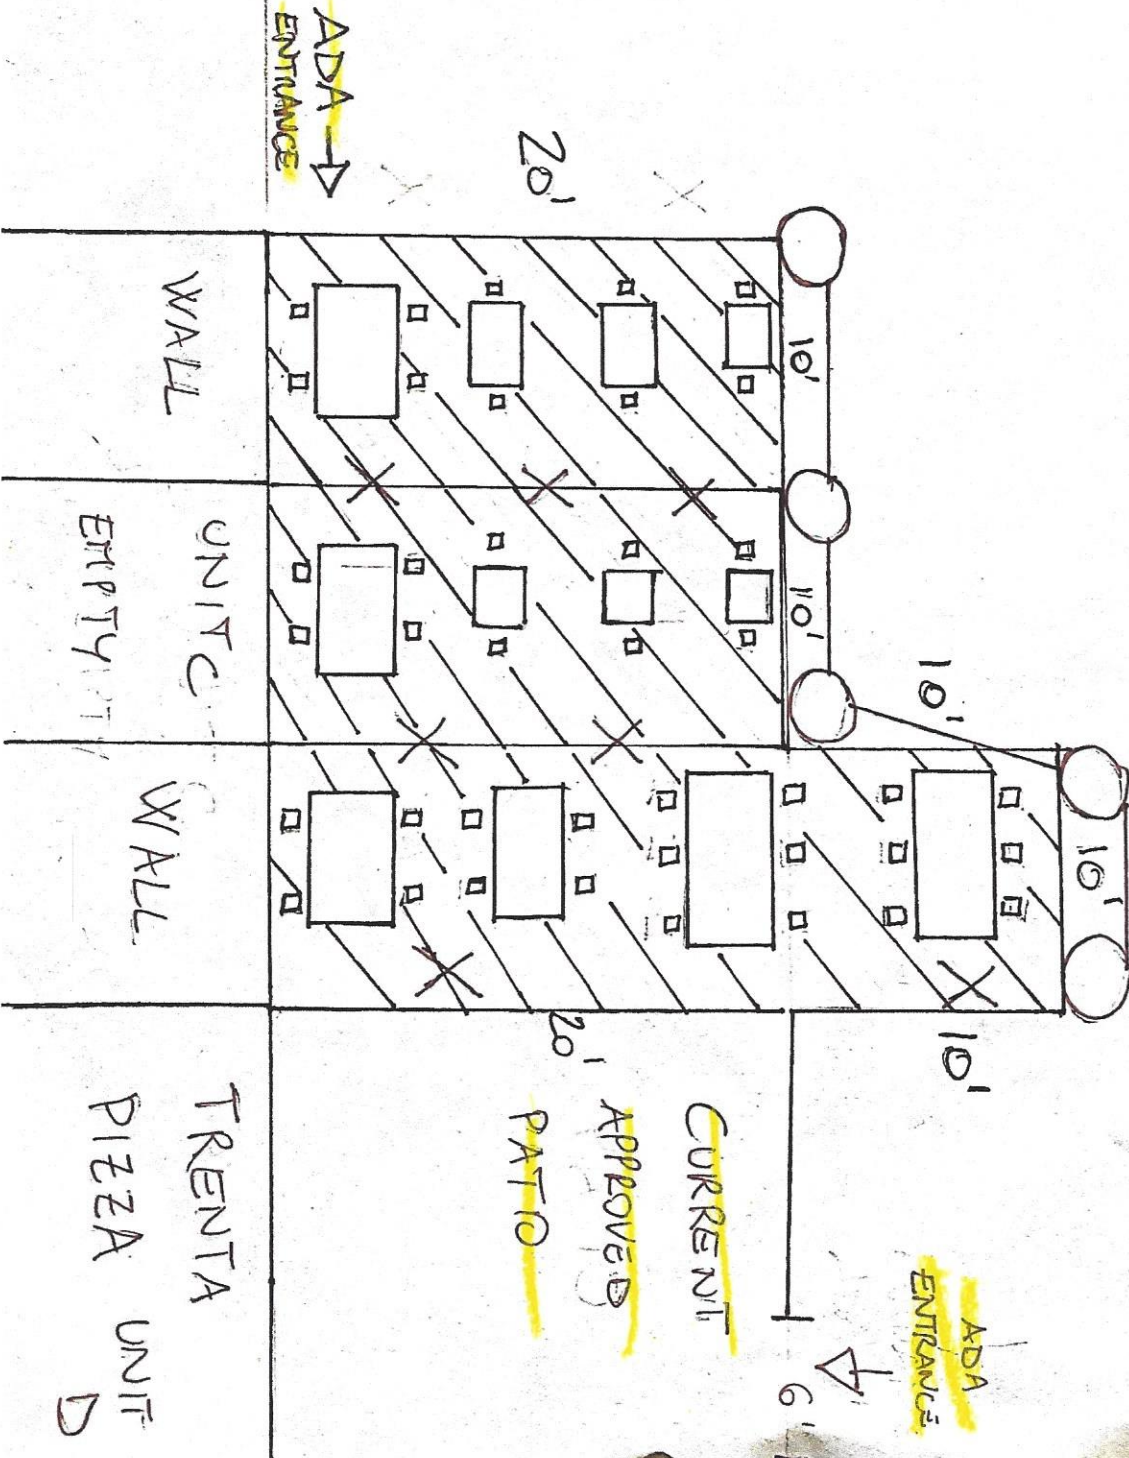 ADA
ENTRANCE
20'
10'
10'
10'
10'
10'
20'
WALL
UNIT C
EMPTY
WALL
TRENTA
PIZZA UNIT
D
CURRENT
APPROVED
PATIO
ADA
ENTRANCE
6'